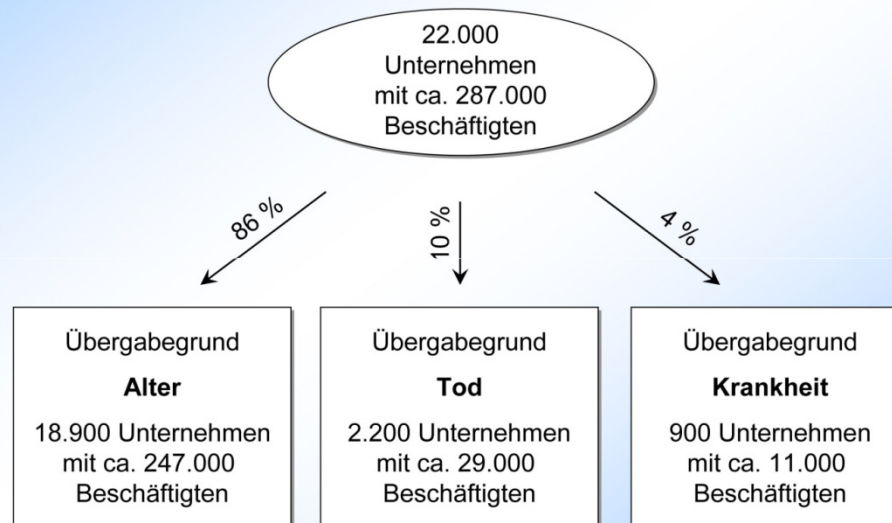 22.000
Unternehmen
mit ca. 287.000
Beschäftigten
86 %
10 %
4 %
Übergabegrund
Alter
18.900 Unternehmen
mit ca. 247.000
Beschäftigten
Übergabegrund
Tod
2.200 Unternehmen
mit ca. 29.000
Beschäftigten
Übergabegrund
Krankheit
900 Unternehmen
mit ca. 11.000
Beschäftigten